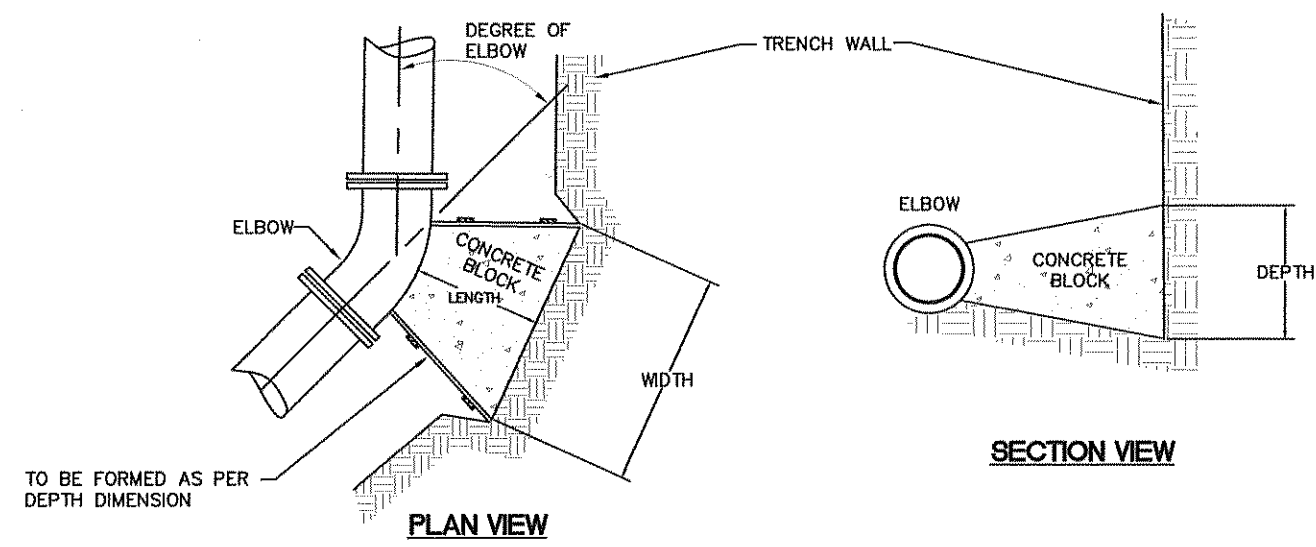 DEGREE OF
ELBOW
TRENCH WALL
ELBOW
CONCRETE
BLOCK
LENGTH
WIDTH
TO BE FORMED AS PER
DEPTH DIMENSION
PLAN VIEW
ELBOW
CONCRETE
BLOCK
DEPTH
SECTION VIEW